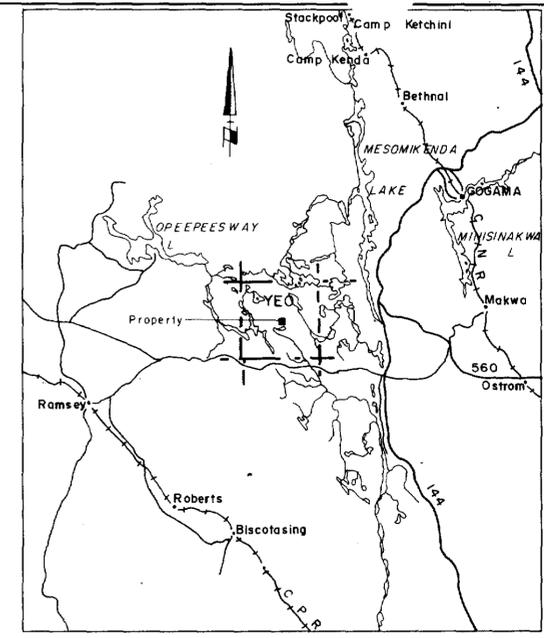 Stackpool
Camp Ketchini
Camp Kenda
144
Bethnal
MESOMIKENDA
LAKE
GOGAMA
OPEEPEESWAY
L
MINISINAKWA
L
C N R
YEO
Property
Makwa
560
Ostrom
Ramsey
144
Roberts
Biscotasing
C P R